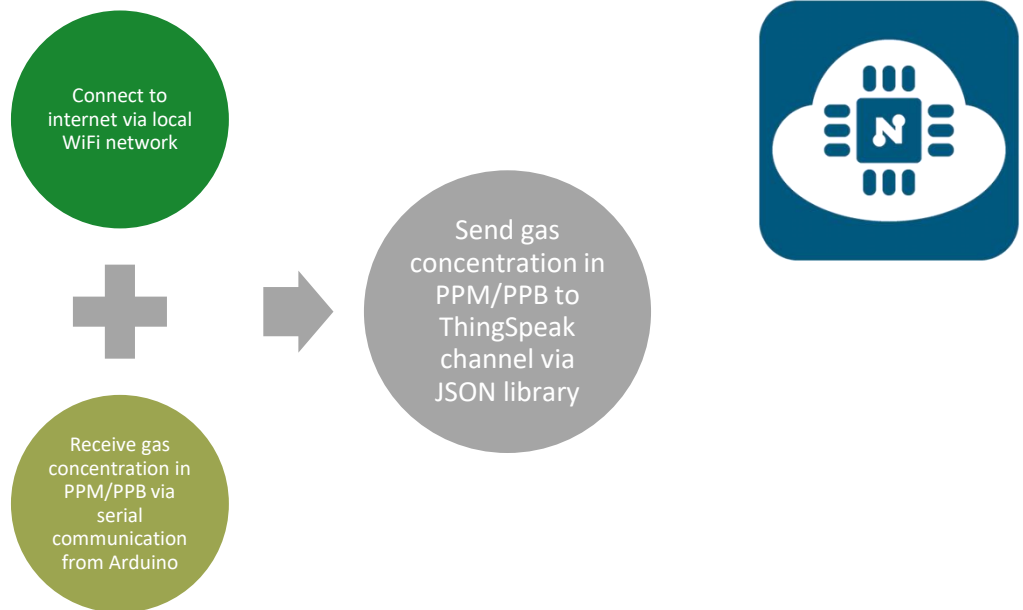 Connect to
internet via local
WiFi network
Receive gas
concentration in
PPM/PPB via
serial
communication
from Arduino
Send gas
concentration in
PPM/PPB to
ThingSpeak
channel via
JSON library
N